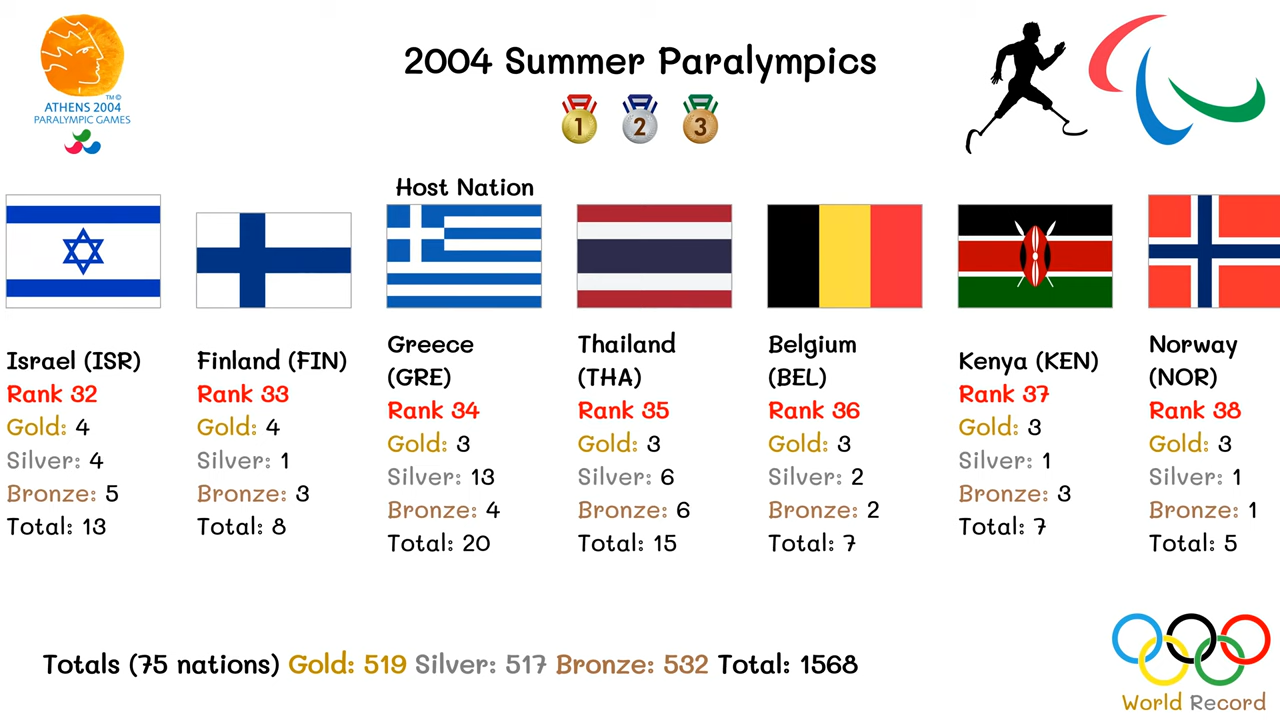 2004 Summer Paralympics
TM©
ATHENS 2004
PARALYMPIC GAMES
1 2 3
Host Nation
Israel (ISR)
Rank 32
Gold: 4
Silver: 4
Bronze: 5
Total: 13
Finland (FIN)
Rank 33
Gold: 4
Silver: 1
Bronze: 3
Total: 8
Greece
(GRE)
Rank 34
Gold: 3
Silver: 13
Bronze: 4
Total: 20
Thailand
(THA)
Rank 35
Gold: 3
Silver: 6
Bronze: 6
Total: 15
Belgium
(BEL)
Rank 36
Gold: 3
Silver: 2
Bronze: 2
Total: 7
Kenya (KEN)
Rank 37
Gold: 3
Silver: 1
Bronze: 3
Total: 7
Norway
(NOR)
Rank 38
Gold: 3
Silver: 1
Bronze: 1
Total: 5
Totals (75 nations) Gold: 519 Silver: 517 Bronze: 532 Total: 1568
World Record